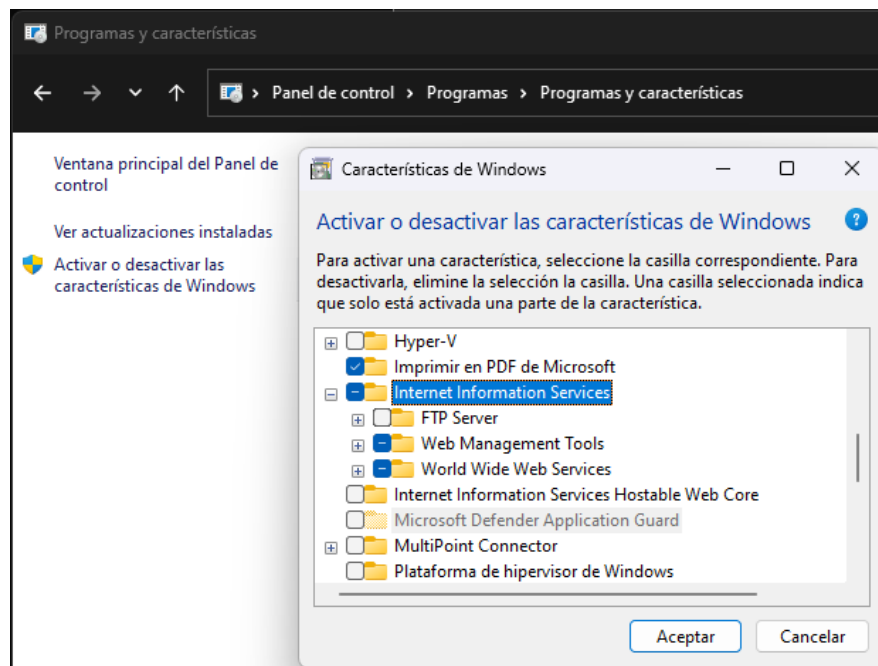 Programas y características
Panel de control > Programas > Programas y características
Ventana principal del Panel de
control
Ver actualizaciones instaladas
Activar o desactivar las
características de Windows
Características de Windows
Activar o desactivar las características de Windows
Para activar una característica, seleccione la casilla correspondiente. Para
desactivarla, elimine la selección la casilla. Una casilla seleccionada indica
que solo está activada una parte de la característica.
Hyper-V
Imprimir en PDF de Microsoft
Internet Information Services
FTP Server
Web Management Tools
World Wide Web Services
Internet Information Services Hostable Web Core
Microsoft Defender Application Guard
MultiPoint Connector
Plataforma de hipervisor de Windows
Aceptar
Cancelar